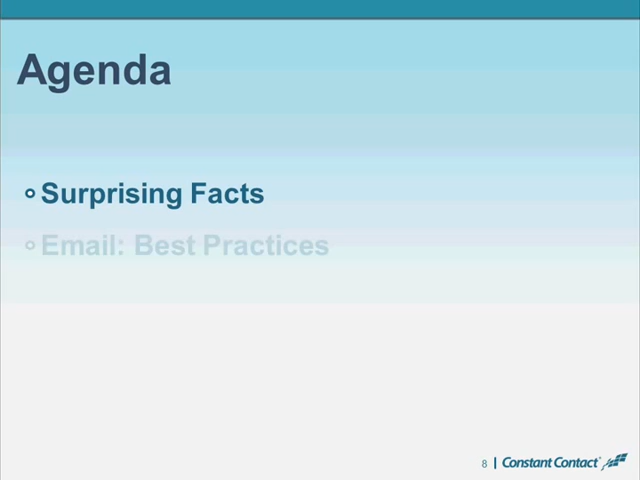 Agenda
Surprising Facts
Email: Best Practices
8 | Constant Contact